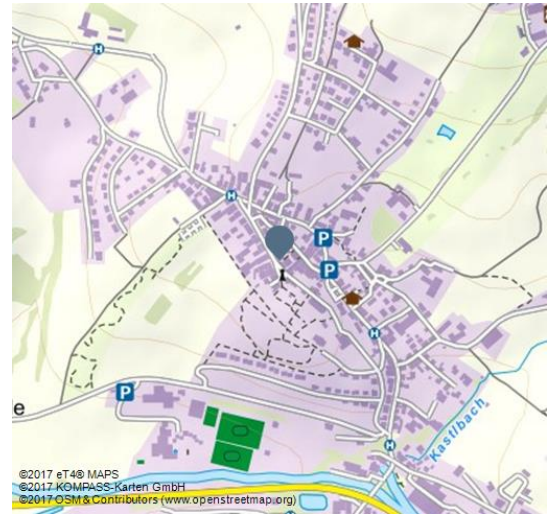 H
P
H
P
P
H
e
Kastlbach
H
©2017 eT4® MAPS
©2017 KOMPASS-Karten GmbH
©2017 OSM & Contributors (www.openstreetmap.org)